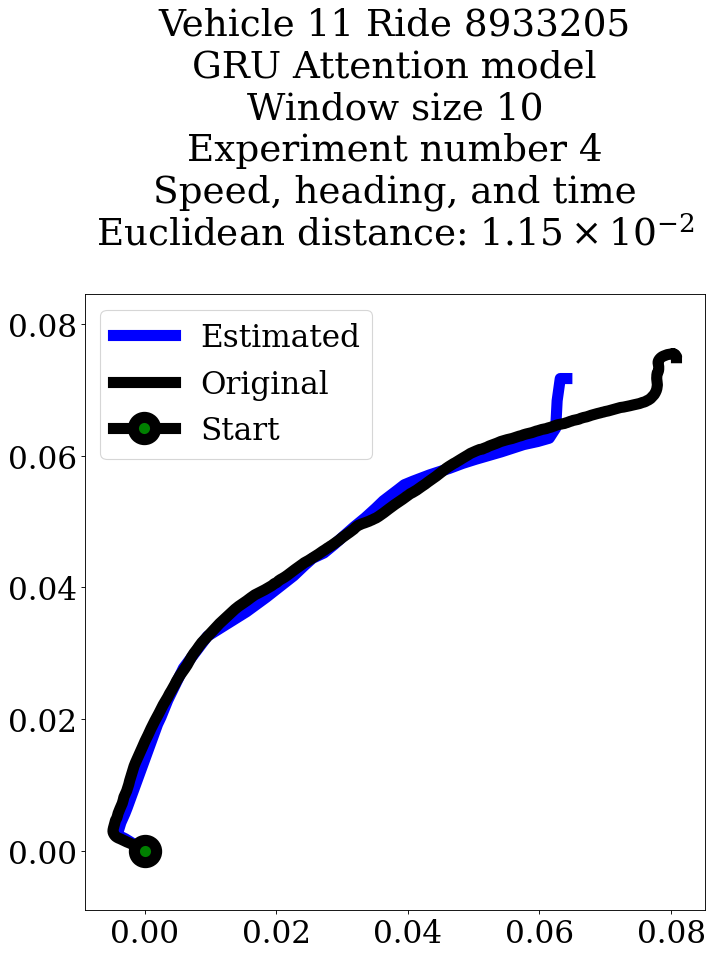 Vehicle 11 Ride 8933205
GRU Attention model
Window size 10
Experiment number 4
Speed, heading, and time
Euclidean distance: 1.15 × 10⁻²
Estimated
Original
Start
0.08
0.06
0.04
0.02
0.00
0.00 0.02 0.04 0.06 0.08